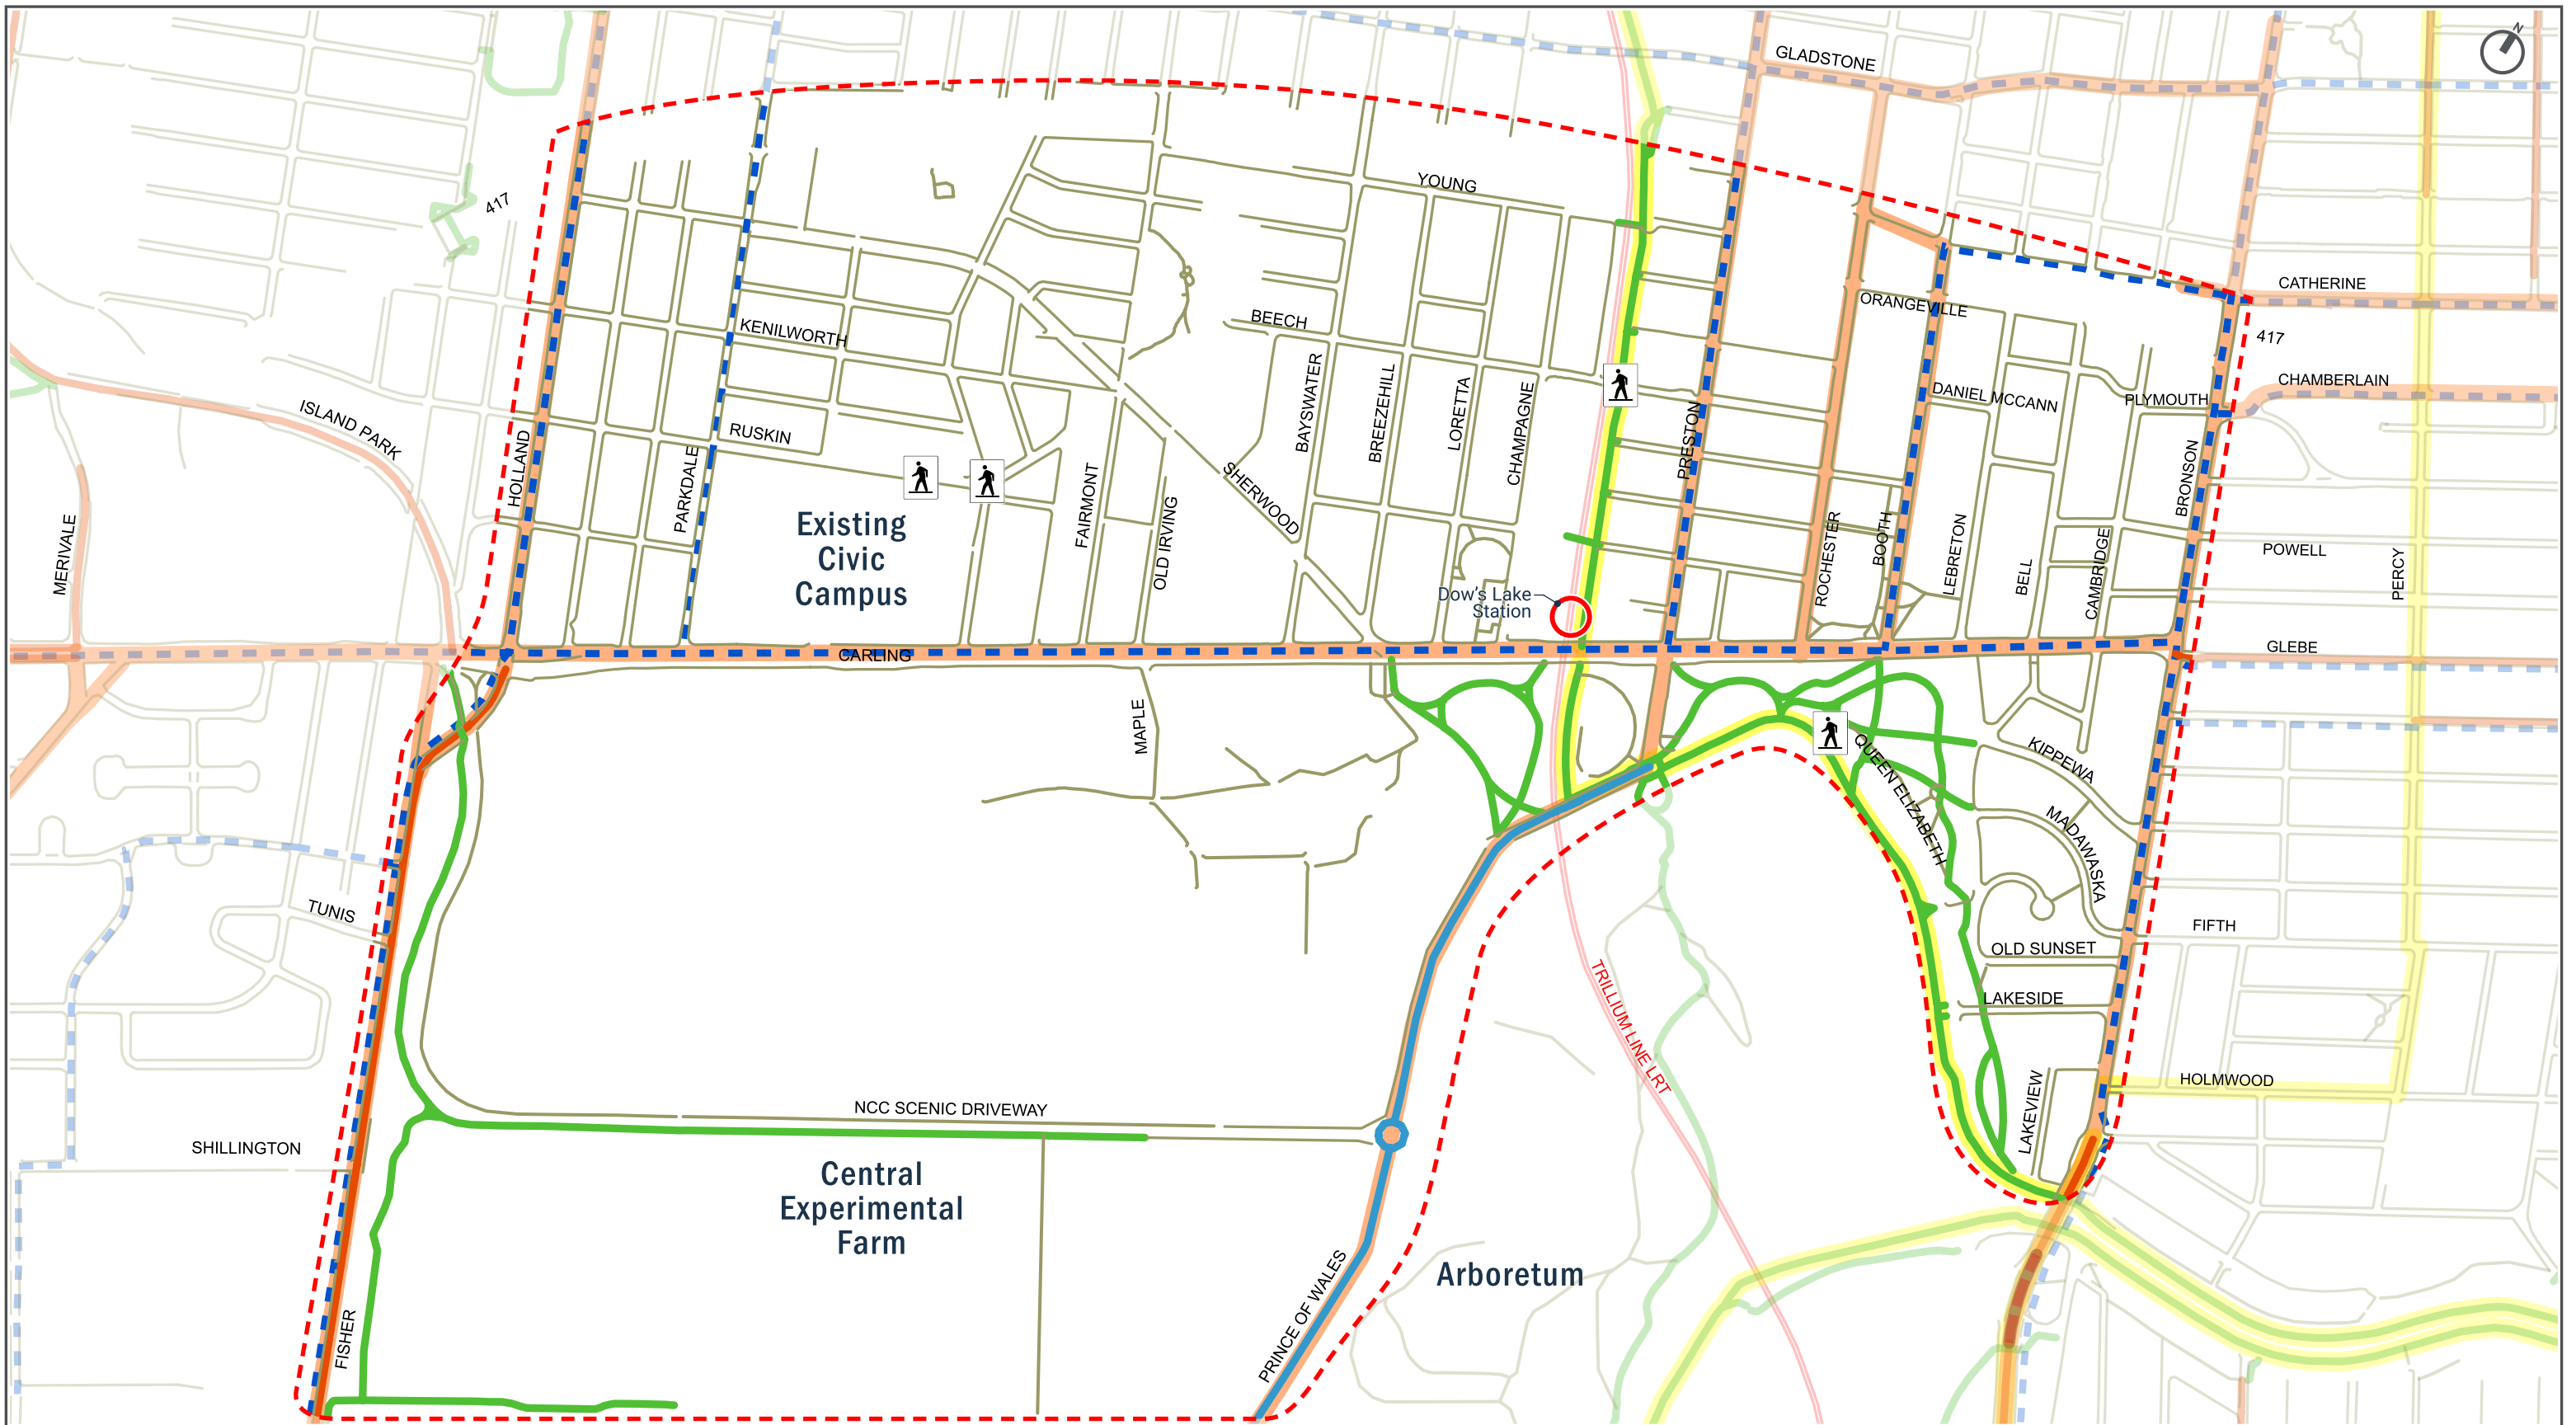 N
GLADSTONE
417
YOUNG
CATHERINE
ORANGEVILLE
BEECH
KENILWORTH
417
CHAMBERLAIN
DANIEL MCCANN
PLYMOUTH
ISLAND PARK
HOLLAND
RUSKIN
PARKDALE
BAYSWATER
BREEZEHILL
LORETTA
CHAMPAGNE
PRESTON
BRONSON
FAIRMONT
OLD IRVING
SHERWOOD
Existing
Civic
Campus
MERIVALE
ROCHESTER
BOOTH
LEBRETON
BELL
CAMBRIDGE
POWELL
PERCY
Dow's Lake
Station
CARLING
GLEBE
MAPLE
QUEEN ELIZABETH
KIPPEWA
MADAWASKA
TUNIS
FIFTH
OLD SUNSET
LAKESIDE
TRILLIUM LINE LRT
LAKEVIEW
HOLMWOOD
NCC SCENIC DRIVEWAY
SHILLINGTON
Central
Experimental
Farm
Arboretum
PRINCE OF WALES
FISHER